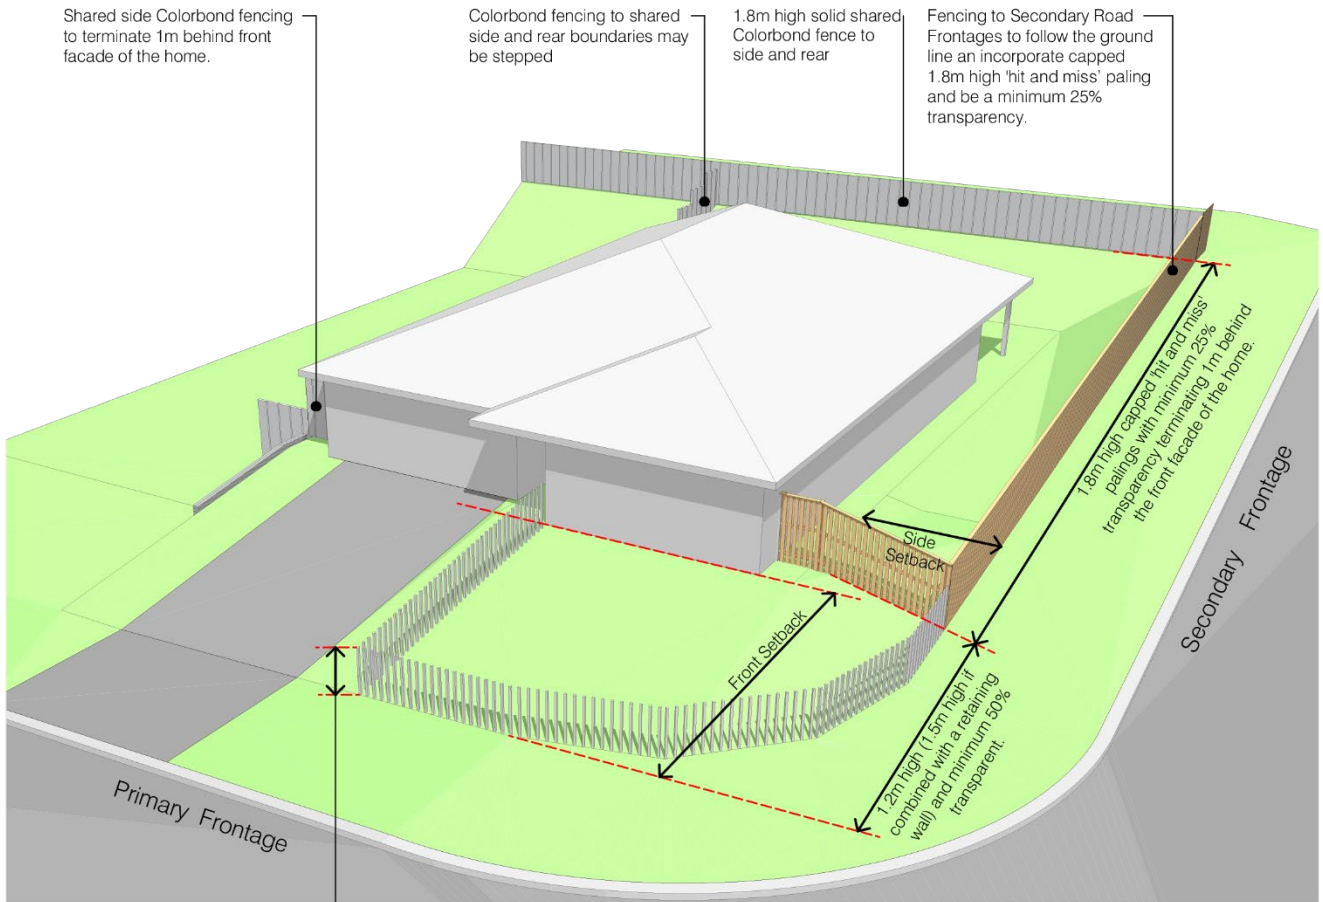 Shared side Colorbond fencing
to terminate 1m behind front
facade of the home.
Colorbond fencing to shared
side and rear boundaries may
be stepped
1.8m high solid shared
Colorbond fence to
side and rear
Fencing to Secondary Road
Frontages to follow the ground
line an incorporate capped
1.8m high 'hit and miss' paling
and be a minimum 25%
transparency.
1.8m high capped 'hit and miss'
palings with minimum 25%
transparency terminating 1m behind
the front facade of the home.
Side
Setback
Front Setback
1.2m high (1.5m high if
combined with a retaining
wall) and minimum 50%
transparent.
Secondary Frontage
Primary Frontage